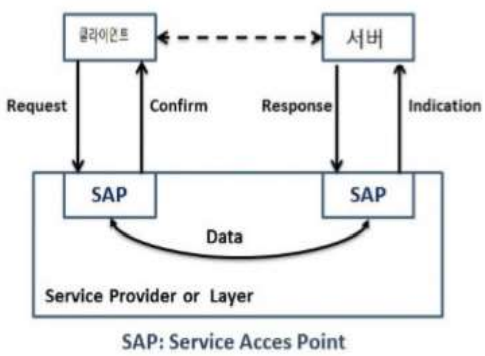 클라이언트
서버
Request
Confirm
Response
Indication
SAP
SAP
Data
Service Provider or Layer
SAP: Service Acces Point